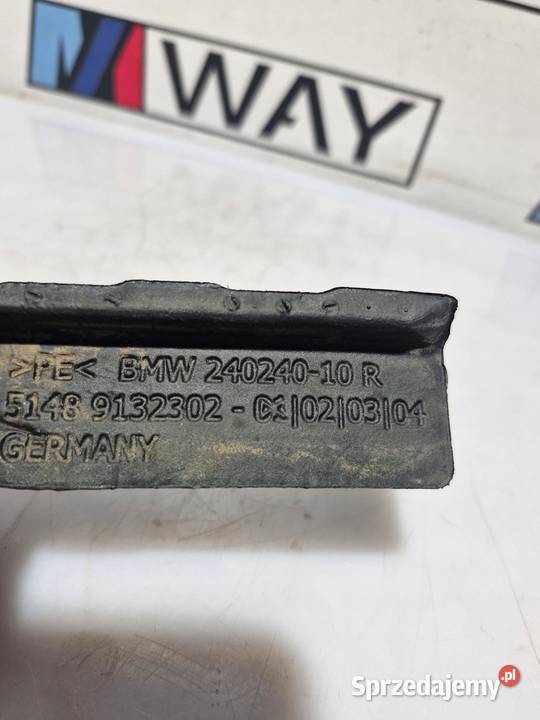 WAY
>PE< BMW 240240-10 R
5148 9132302 - 01|02|03|04
GERMANY
Sprzedajemy.pl